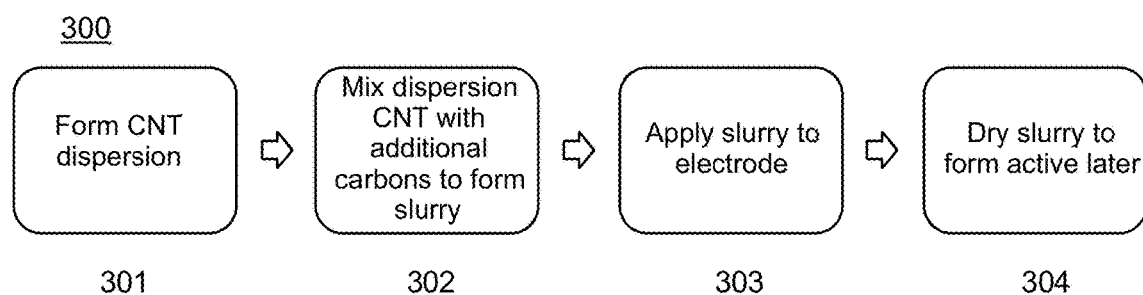 300
Form CNT
dispersion
Mix dispersion
CNT with
additional
carbons to form
slurry
Apply slurry to
electrode
Dry slurry to
form active later
301
302
303
304